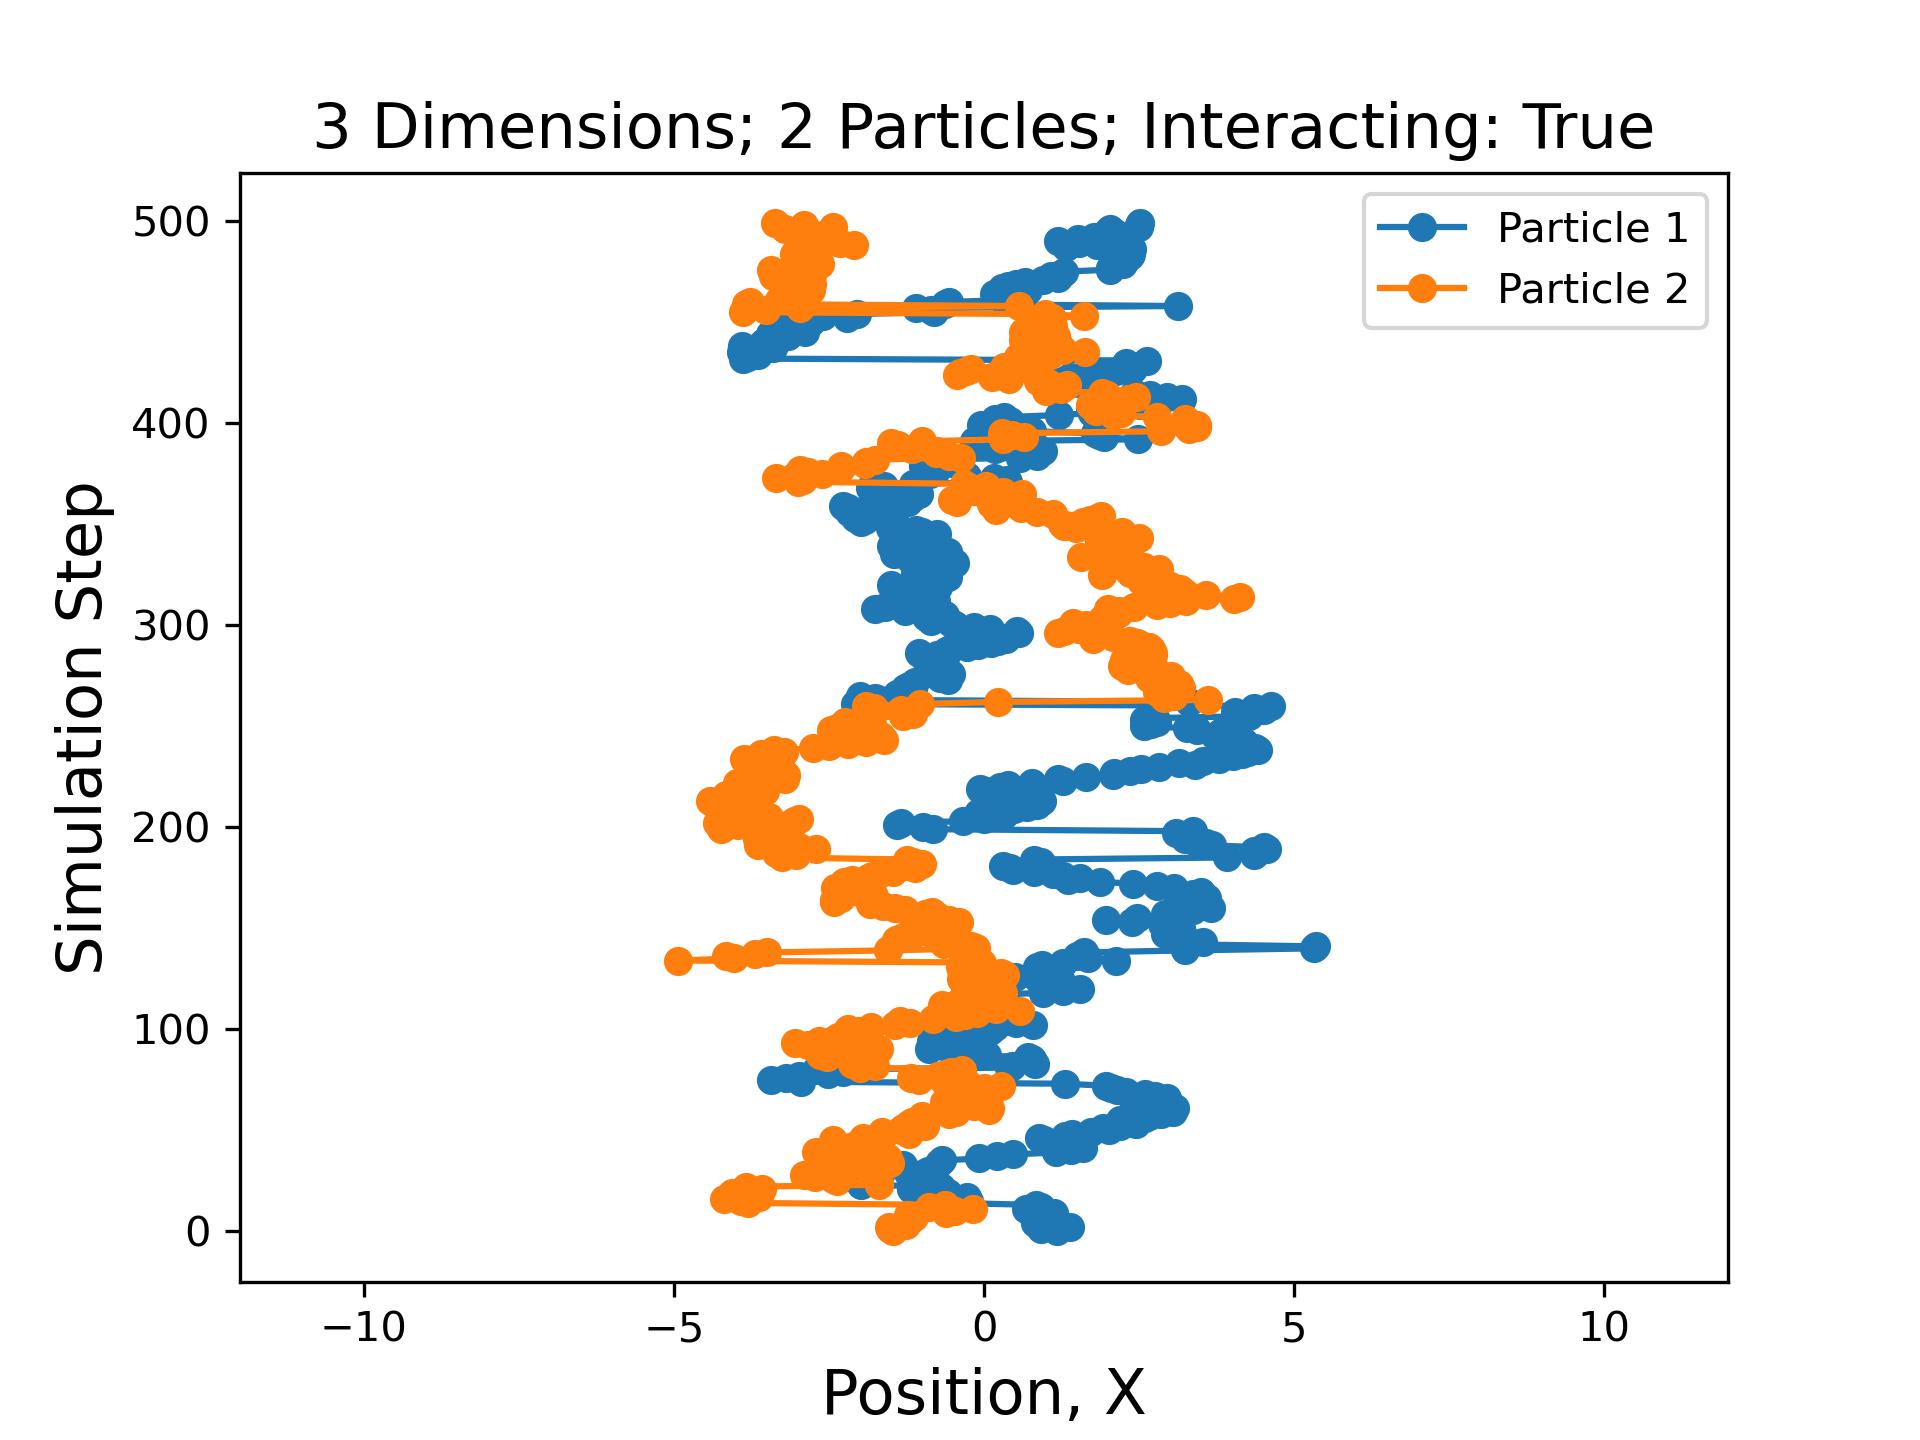 3 Dimensions; 2 Particles; Interacting: True
Particle 1
Particle 2
500
400
300
200
100
0
Simulation Step
−10
−5
0
5
10
Position, X